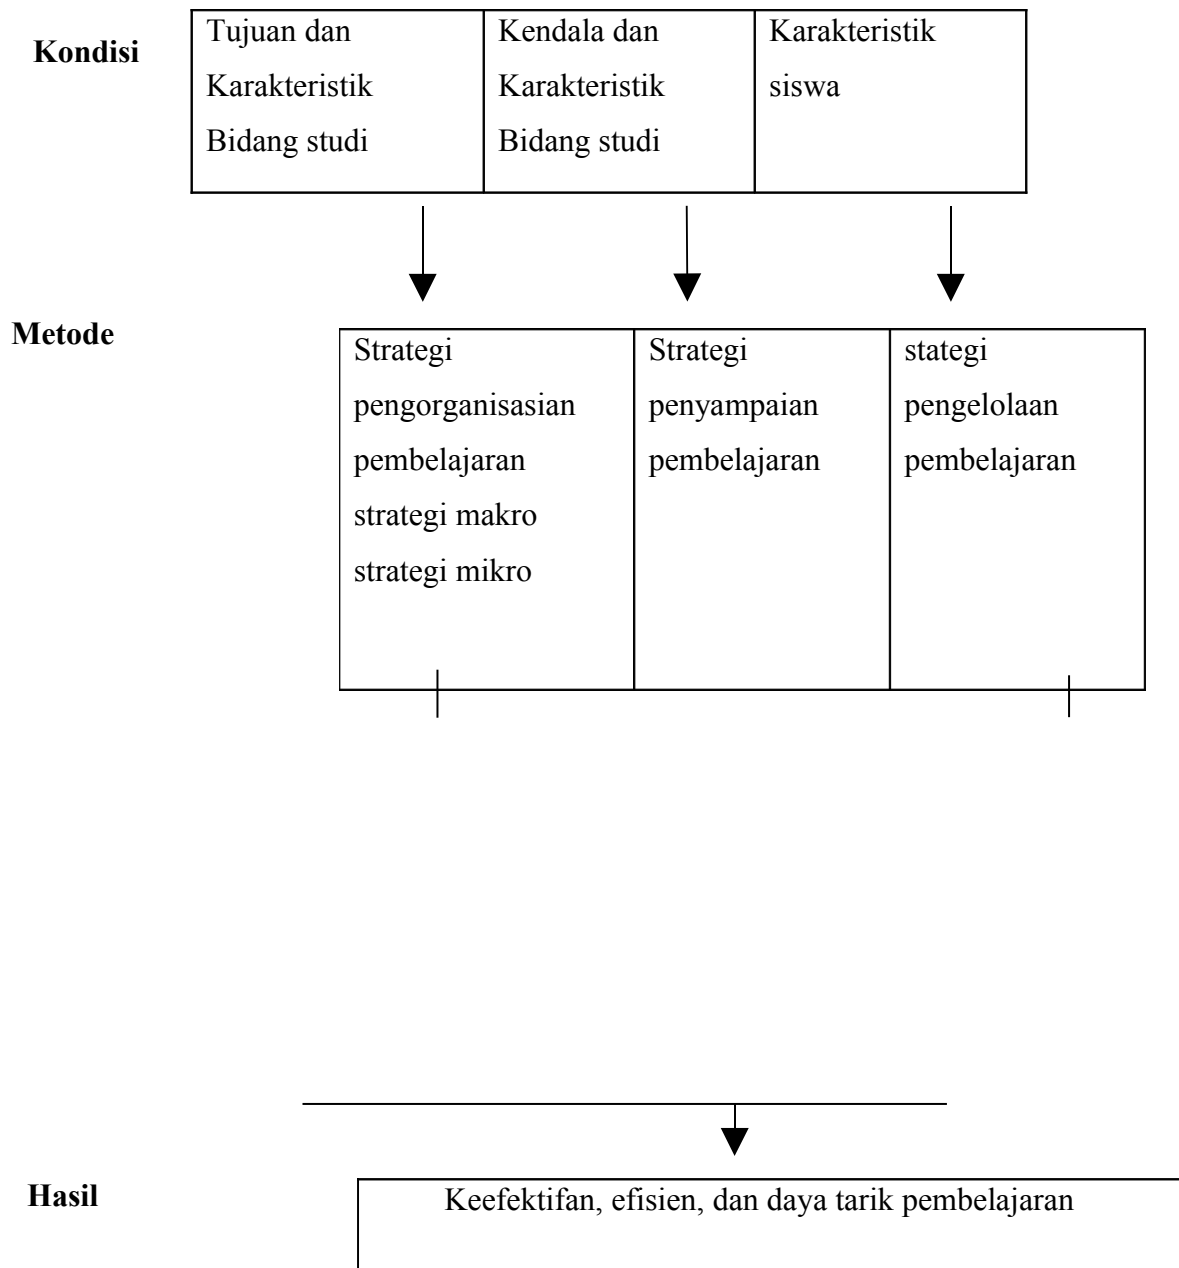 Kondisi
Tujuan dan
Karakteristik
Bidang studi
Kendala dan
Karakteristik
Bidang studi
Karakteristik
siswa
Metode
Strategi
pengorganisasian
pembelajaran
strategi makro
strategi mikro
Strategi
penyampaian
pembelajaran
stategi
pengelolaan
pembelajaran
Hasil
Keefektifan, efisien, dan daya tarik pembelajaran